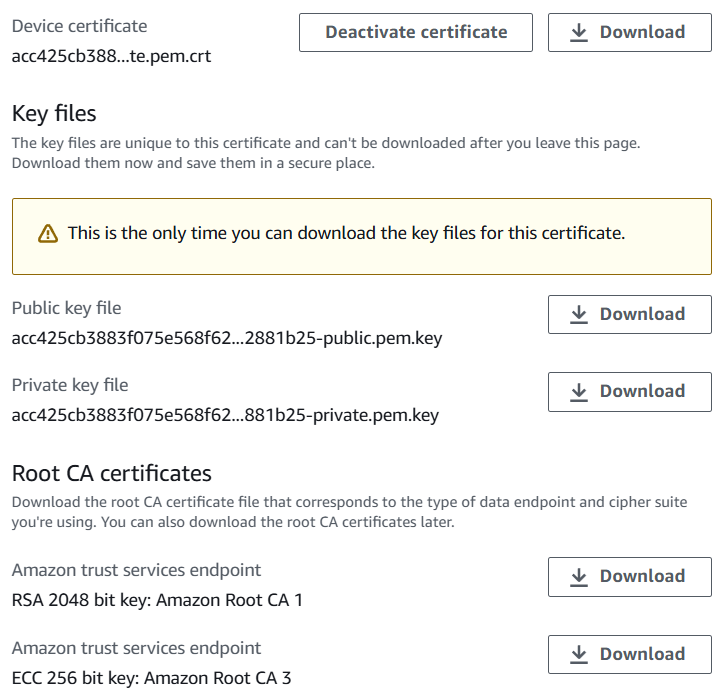 Device certificate
Deactivate certificate
Download
acc425cb388...te.pem.crt
Key files
The key files are unique to this certificate and can't be downloaded after you leave this page.
Download them now and save them in a secure place.
This is the only time you can download the key files for this certificate.
Public key file
Download
acc425cb3883f075e568f62...2881b25-public.pem.key
Private key file
Download
acc425cb3883f075e568f62...881b25-private.pem.key
Root CA certificates
Download the root CA certificate file that corresponds to the type of data endpoint and cipher suite
you're using. You can also download the root CA certificates later.
Amazon trust services endpoint
Download
RSA 2048 bit key: Amazon Root CA 1
Amazon trust services endpoint
Download
ECC 256 bit key: Amazon Root CA 3